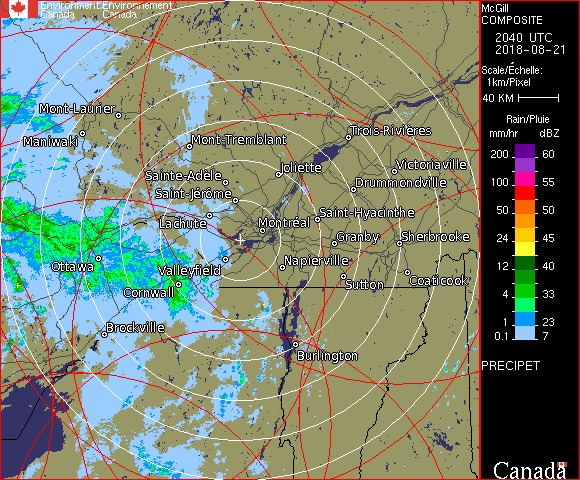 Environment Environnement
Canada Canada
McGill
COMPOSITE
2040 UTC
2018-08-21
Scale/Échelle:
1km/Pixel
40 KM
Rain/Pluie
mm/hr dBZ
200 60
100 55
50 50
24 45
12 40
4 33
1 23
0.1 7
PRECIPET
Mont-Laurier
Maniwaki
Mont-Tremblant
Trois-Rivières
Joliette
Victoriaville
Sainte-Adèle
Drummondville
Saint-Jérôme
Lachute
Saint-Hyacinthe
Montréal
Granby
Sherbrooke
Ottawa
Valleyfield
Napierville
Cornwall
Sutton
Coaticook
Brockville
Burlington
Canada